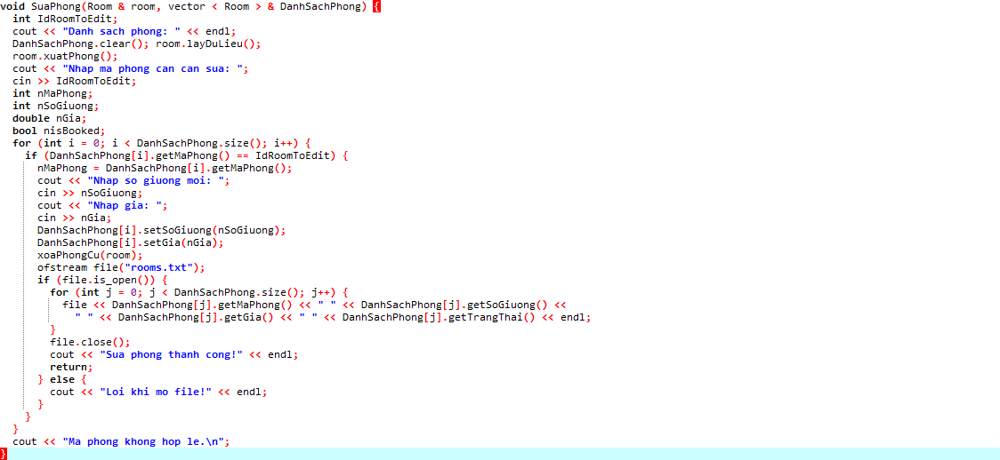 void SuaPhong(Room & room, vector < Room > & DanhSachPhong) {
  int IdRoomToEdit;
  cout << "Danh sach phong: " << endl;
  DanhSachPhong.clear(); room.layDuLieu();
  room.xuatPhong();
  cout << "Nhap ma phong can can sua: ";
  cin >> IdRoomToEdit;
  int nMaPhong;
  int nSoGiuong;
  double nGia;
  bool nisBooked;
  for (int i = 0; i < DanhSachPhong.size(); i++) {
    if (DanhSachPhong[i].getMaPhong() == IdRoomToEdit) {
      nMaPhong = DanhSachPhong[i].getMaPhong();
      cout << "Nhap so giuong moi: ";
      cin >> nSoGiuong;
      cout << "Nhap gia: ";
      cin >> nGia;
      DanhSachPhong[i].setSoGiuong(nSoGiuong);
      DanhSachPhong[i].setGia(nGia);
      xoaPhongCu(room);
      ofstream file("rooms.txt");
      if (file.is_open()) {
        for (int j = 0; j < DanhSachPhong.size(); j++) {
          file << DanhSachPhong[j].getMaPhong() << " " << DanhSachPhong[j].getSoGiuong() <<
            " " << DanhSachPhong[j].getGia() << " " << DanhSachPhong[j].getTrangThai() << endl;
        }
        file.close();
        cout << "Sua phong thanh cong!" << endl;
        return;
      } else {
        cout << "Loi khi mo file!" << endl;
      }
    }
  }
  cout << "Ma phong khong hop le.\n";
}